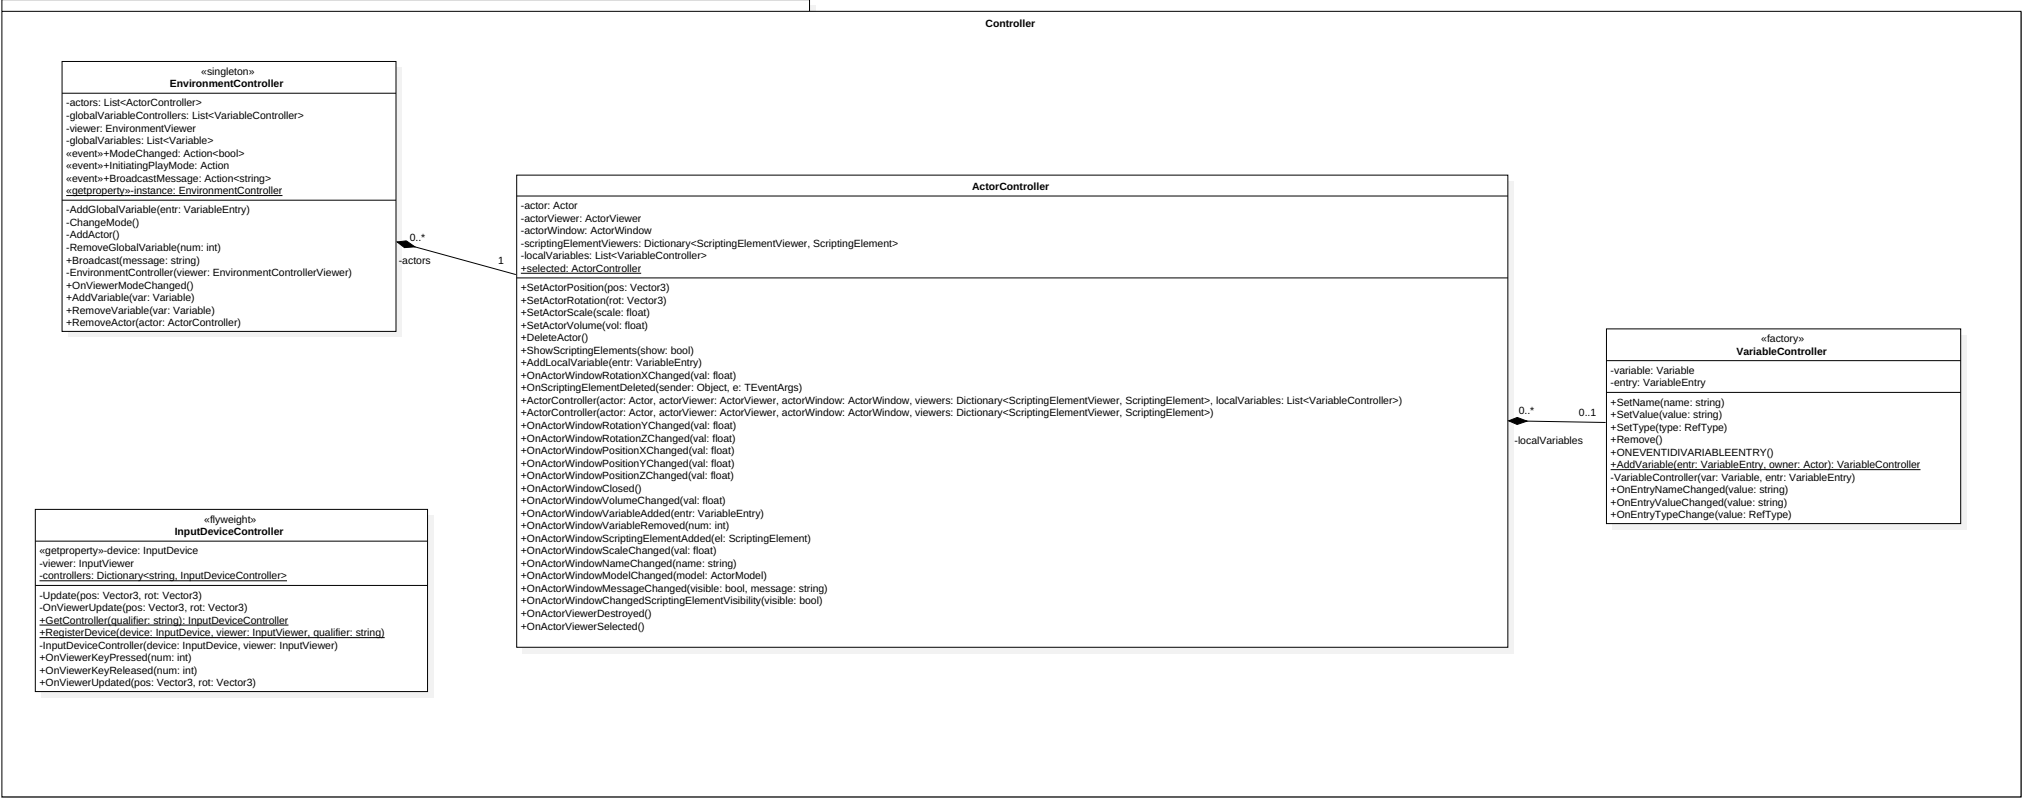 Controller
«singleton»
EnvironmentController
-actors: List<ActorController>
-globalVariableControllers: List<VariableController>
-viewer: EnvironmentViewer
-globalVariables: List<Variable>
«event»+ModeChanged: Action<bool>
«event»+InitiatingPlayMode: Action
«event»+BroadcastMessage: Action<string>
«getproperty»-instance: EnvironmentController
-AddGlobalVariable(entr: VariableEntry)
-ChangeMode()
-AddActor()
-RemoveGlobalVariable(num: int)
+Broadcast(message: string)
-EnvironmentController(viewer: EnvironmentControllerViewer)
+OnViewerModeChanged()
+AddVariable(var: Variable)
+RemoveVariable(var: Variable)
+RemoveActor(actor: ActorController)
0..*
-actors
1
ActorController
-actor: Actor
-actorViewer: ActorViewer
-actorWindow: ActorWindow
-scriptingElementViewers: Dictionary<ScriptingElementViewer, ScriptingElement>
-localVariables: List<VariableController>
+selected: ActorController
+SetActorPosition(pos: Vector3)
+SetActorRotation(rot: Vector3)
+SetActorScale(scale: float)
+SetActorVolume(vol: float)
+DeleteActor()
+ShowScriptingElements(show: bool)
+AddLocalVariable(entr: VariableEntry)
+OnActorWindowRotationXChanged(val: float)
+OnScriptingElementDeleted(sender: Object, e: TEventArgs)
+ActorController(actor: Actor, actorViewer: ActorViewer, actorWindow: ActorWindow, viewers: Dictionary<ScriptingElementViewer, ScriptingElement>, localVariables: List<VariableController>)
+ActorController(actor: Actor, actorViewer: ActorViewer, actorWindow: ActorWindow, viewers: Dictionary<ScriptingElementViewer, ScriptingElement>)
+OnActorWindowRotationYChanged(val: float)
+OnActorWindowRotationZChanged(val: float)
+OnActorWindowPositionXChanged(val: float)
+OnActorWindowPositionYChanged(val: float)
+OnActorWindowPositionZChanged(val: float)
+OnActorWindowClosed()
+OnActorWindowVolumeChanged(val: float)
+OnActorWindowVariableAdded(entr: VariableEntry)
+OnActorWindowVariableRemoved(num: int)
+OnActorWindowScriptingElementAdded(el: ScriptingElement)
+OnActorWindowScaleChanged(val: float)
+OnActorWindowNameChanged(name: string)
+OnActorWindowModelChanged(model: ActorModel)
+OnActorWindowMessageChanged(visible: bool, message: string)
+OnActorWindowChangedScriptingElementVisibility(visible: bool)
+OnActorViewerDestroyed()
+OnActorViewerSelected()
0..*
0..1
-localVariables
«factory»
VariableController
-variable: Variable
-entry: VariableEntry
+SetName(name: string)
+SetValue(value: string)
+SetType(type: RefType)
+Remove()
+ONEVENTIDIVARIABLEENTRY()
+AddVariable(entr: VariableEntry, owner: Actor): VariableController
-VariableController(var: Variable, entr: VariableEntry)
+OnEntryNameChanged(value: string)
+OnEntryValueChanged(value: string)
+OnEntryTypeChange(value: RefType)
«flyweight»
InputDeviceController
«getproperty»-device: InputDevice
-viewer: InputViewer
-controllers: Dictionary<string, InputDeviceController>
-Update(pos: Vector3, rot: Vector3)
-OnViewerUpdate(pos: Vector3, rot: Vector3)
+GetController(qualifier: string): InputDeviceController
+RegisterDevice(device: InputDevice, viewer: InputViewer, qualifier: string)
-InputDeviceController(device: InputDevice, viewer: InputViewer)
+OnViewerKeyPressed(num: int)
+OnViewerKeyReleased(num: int)
+OnViewerUpdated(pos: Vector3, rot: Vector3)